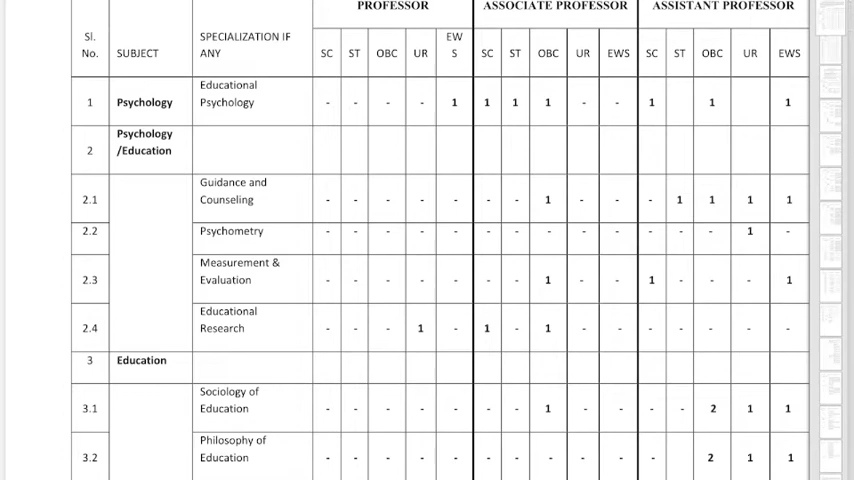 PROFESSOR ASSOCIATE PROFESSOR ASSISTANT PROFESSOR
Sl. No. SUBJECT SPECIALIZATION IF ANY SC ST OBC UR EWS SC ST OBC UR EWS SC ST OBC UR EWS
1 Psychology Educational Psychology - - - - 1 1 1 1 - - 1 1 1
2 Psychology /Education
2.1 Guidance and Counseling - - - - - - - 1 - - - 1 1 1 1
2.2 Psychometry - - - - - - - - - - - - - 1 -
2.3 Measurement & Evaluation - - - - - - - 1 - - 1 - - - 1
2.4 Educational Research - - - 1 - 1 - 1 - - - - - - -
3 Education
3.1 Sociology of Education - - - - - - - 1 - - - - 2 1 1
3.2 Philosophy of Education - - - - - - - - - - - 2 1 1